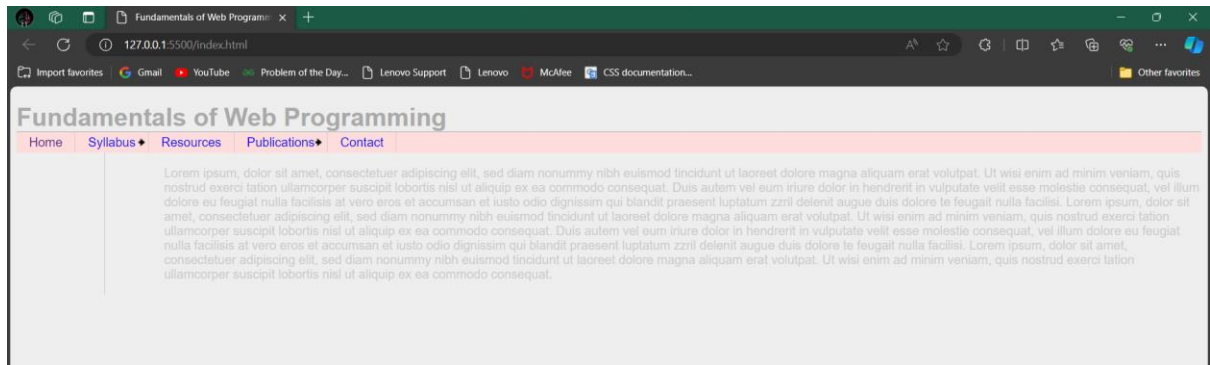 Fundamentals of Web Programm
127.0.0.1:5500/index.html
Import favorites Gmail YouTube Problem of the Day... Lenovo Support Lenovo McAfee CSS documentation... Other favorites
Fundamentals of Web Programming
Home Syllabus Resources Publications Contact
Lorem ipsum, dolor sit amet, consectetuer adipiscing elit, sed diam nonummy nibh euismod tincidunt ut laoreet dolore magna aliquam erat volutpat. Ut wisi enim ad minim veniam, quis
nostrud exerci tation ullamcorper suscipit lobortis nisl ut aliquip ex ea commodo consequat. Duis autem vel eum iriure dolor in hendrerit in vulputate velit esse molestie consequat, vel illum
dolore eu feugiat nulla facilisis at vero eros et accumsan et iusto odio dignissim qui blandit praesent luptatum zzril delenit augue duis dolore te feugait nulla facilisi. Lorem ipsum, dolor sit
amet, consectetuer adipiscing elit, sed diam nonummy nibh euismod tincidunt ut laoreet dolore magna aliquam erat volutpat. Ut wisi enim ad minim veniam, quis nostrud exerci tation
ullamcorper suscipit lobortis nisl ut aliquip ex ea commodo consequat. Duis autem vel eum iriure dolor in hendrerit in vulputate velit esse molestie consequat, vel illum dolore eu feugiat
nulla facilisis at vero eros et accumsan et iusto odio dignissim qui blandit praesent luptatum zzril delenit augue duis dolore te feugait nulla facilisi. Lorem ipsum, dolor sit amet,
consectetuer adipiscing elit, sed diam nonummy nibh euismod tincidunt ut laoreet dolore magna aliquam erat volutpat. Ut wisi enim ad minim veniam, quis nostrud exerci tation
ullamcorper suscipit lobortis nisl ut aliquip ex ea commodo consequat.